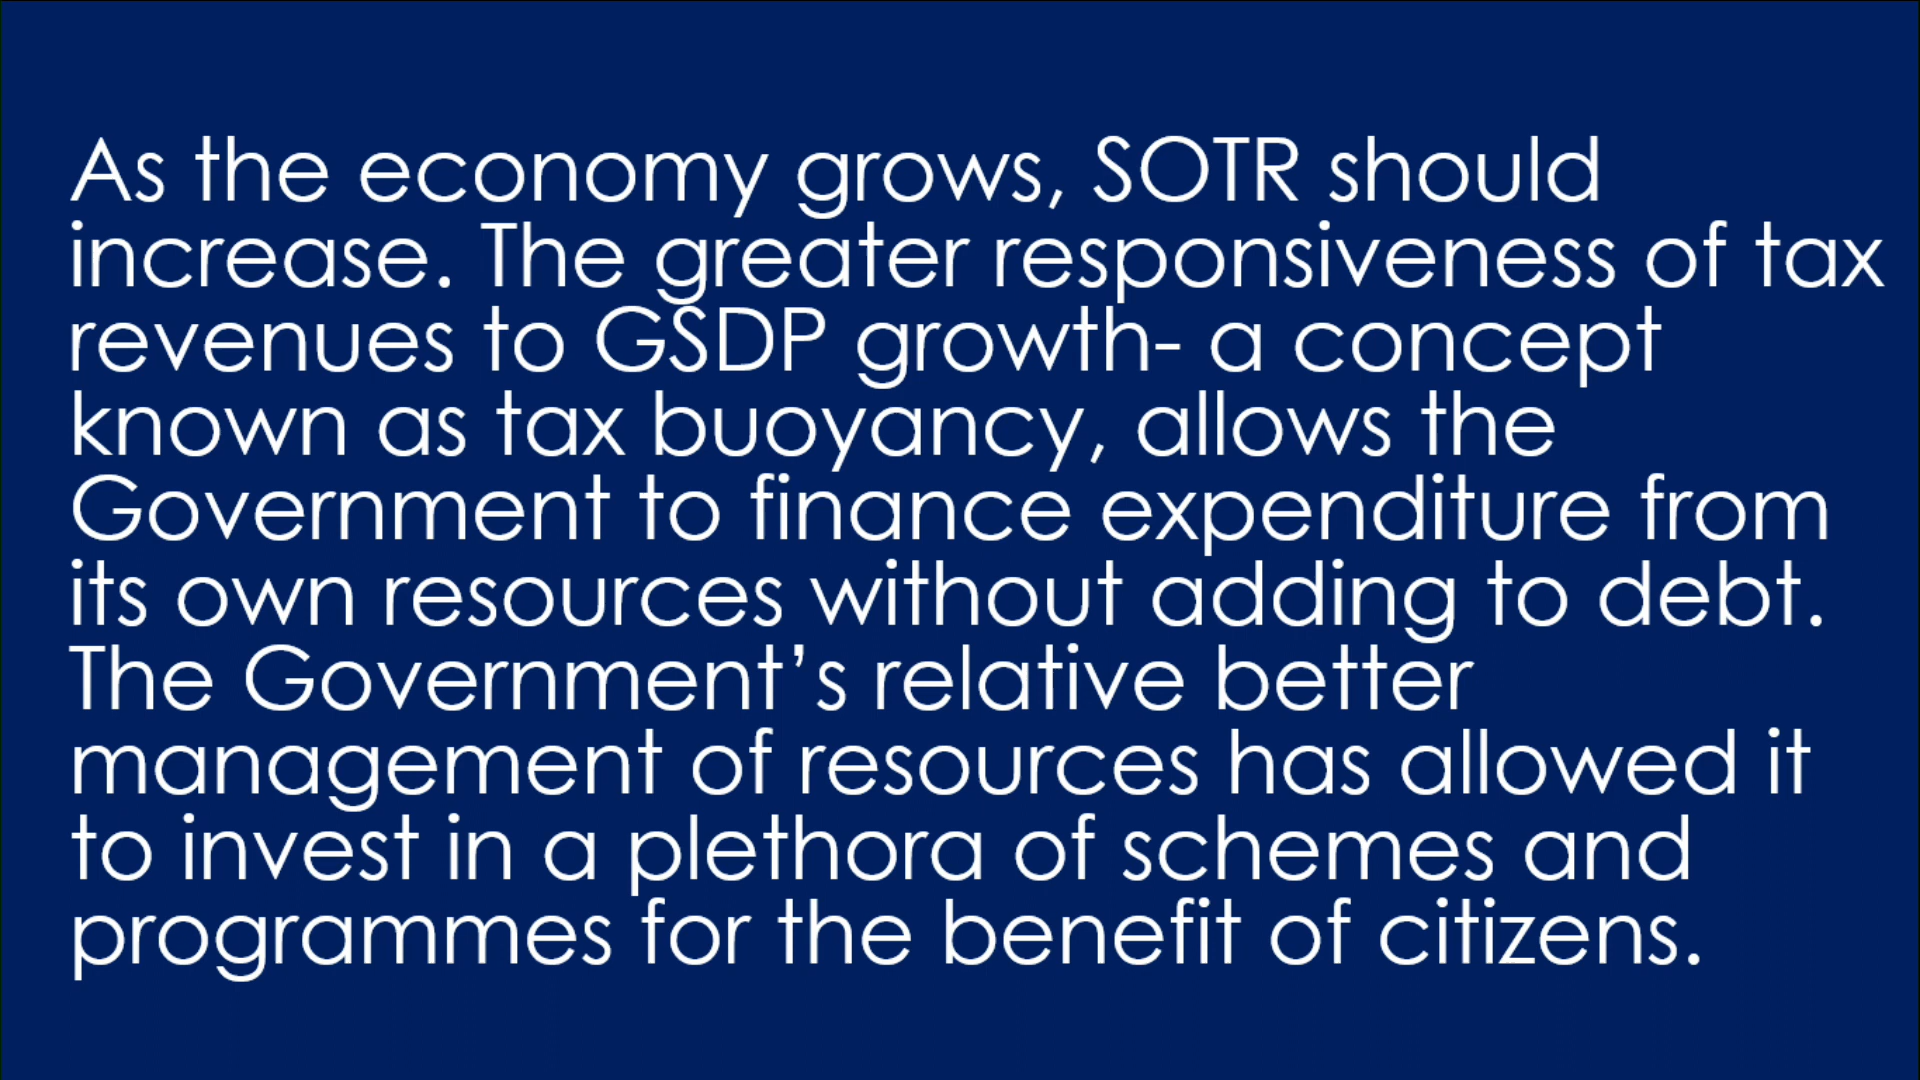 As the economy grows, SOTR should
increase. The greater responsiveness of tax
revenues to GSDP growth- a concept
known as tax buoyancy, allows the
Government to finance expenditure from
its own resources without adding to debt.
The Government’s relative better
management of resources has allowed it
to invest in a plethora of schemes and
programmes for the benefit of citizens.